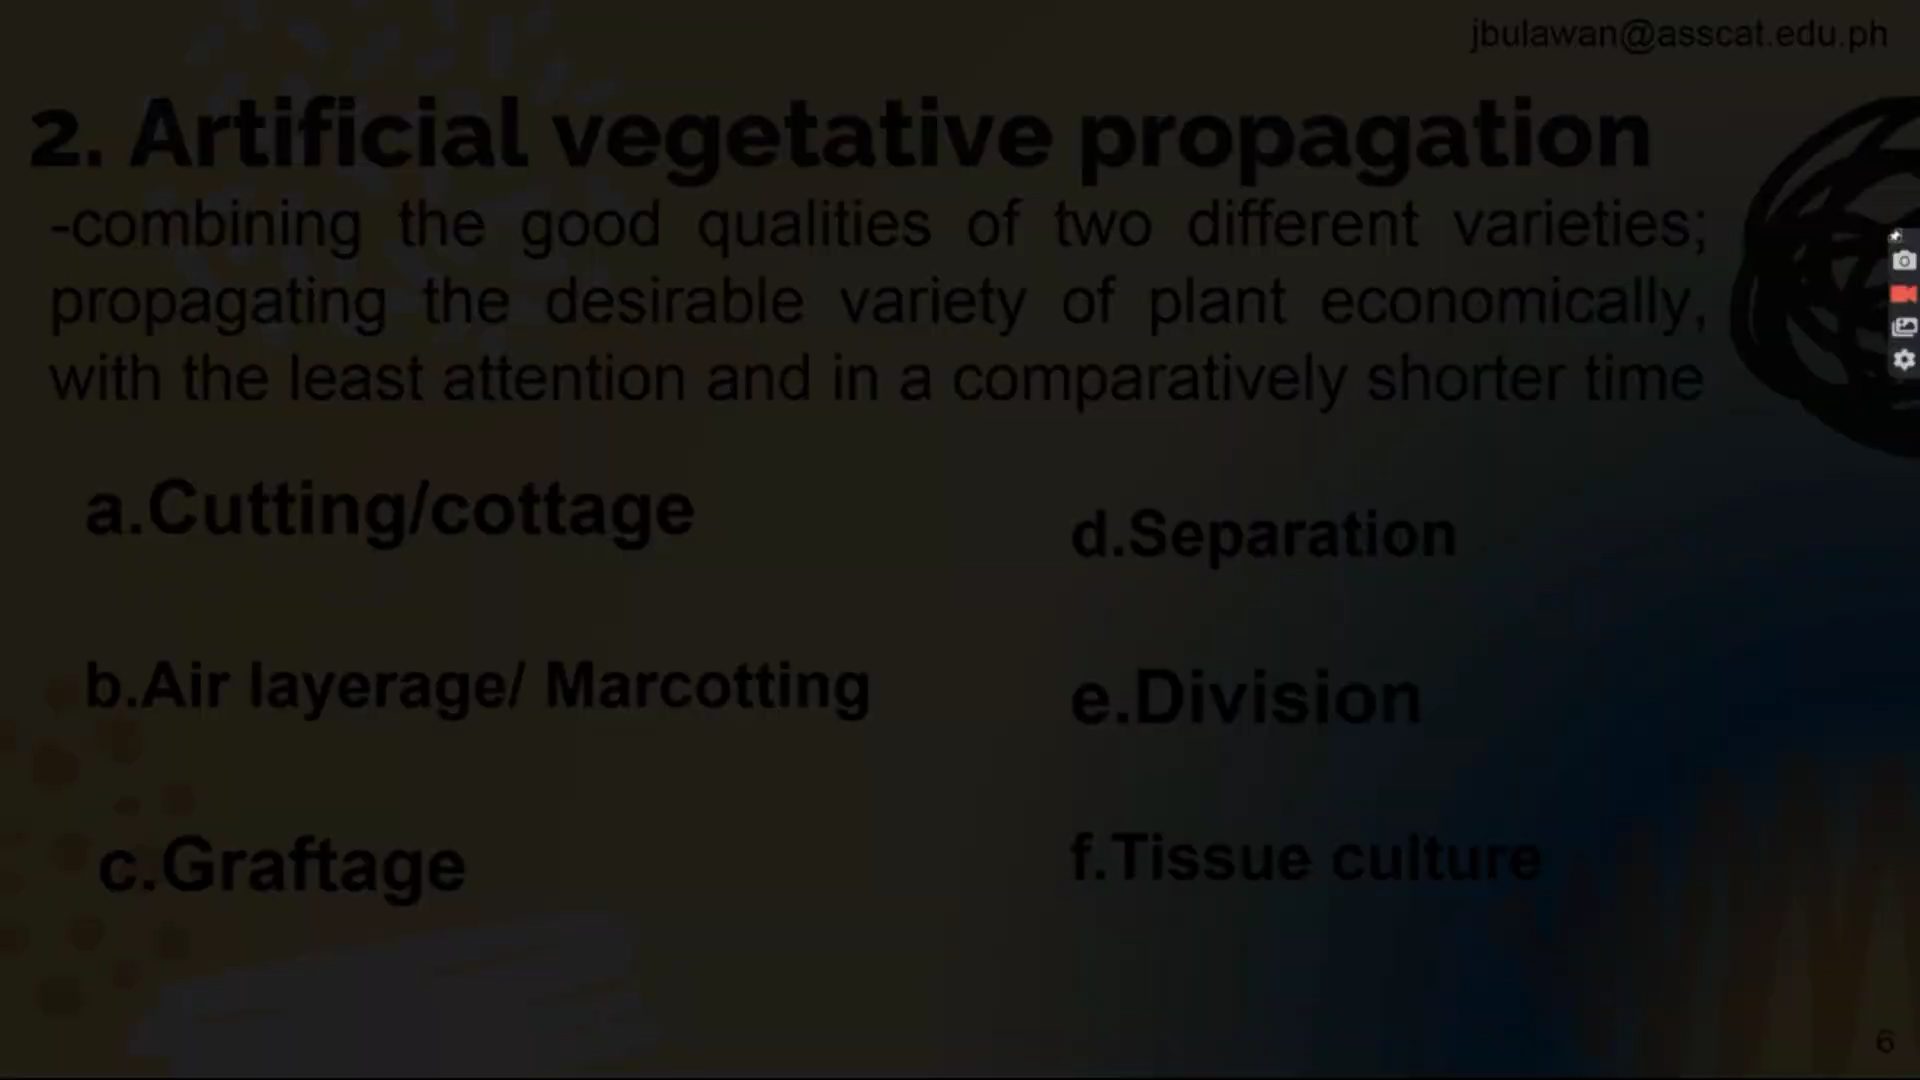 jbulawan@asscat.edu.ph
2. Artificial vegetative propagation
-combining the good qualities of two different varieties;
propagating the desirable variety of plant economically,
with the least attention and in a comparatively shorter time
a.Cutting/cottage
b.Air layerage/ Marcotting
c.Graftage
d.Separation
e.Division
f.Tissue culture
6